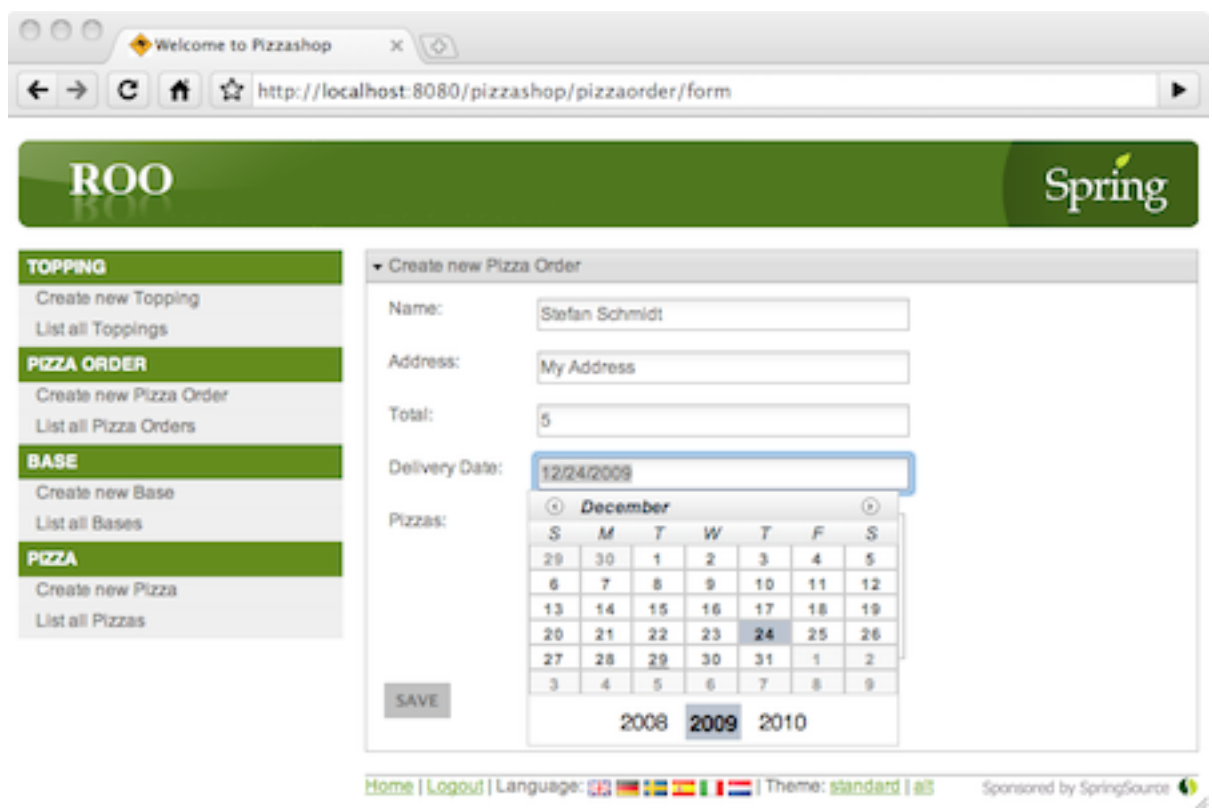 Welcome to Pizzashop
http://localhost:8080/pizzashop/pizzaorder/form
ROO
Spring
TOPPING
Create new Topping
List all Toppings
PIZZA ORDER
Create new Pizza Order
List all Pizza Orders
BASE
Create new Base
List all Bases
PIZZA
Create new Pizza
List all Pizzas
Create new Pizza Order
Name: Stefan Schmidt
Address: My Address
Total: 5
Delivery Date: 12/24/2009
Pizzas:
December
S M T W T F S
29 30 1 2 3 4 5
6 7 8 9 10 11 12
13 14 15 16 17 18 19
20 21 22 23 24 25 26
27 28 29 30 31 1 2
3 4 5 6 7 8 9
2008 2009 2010
SAVE
Home | Logout | Language: | Theme: standard | alt
Sponsored by SpringSource